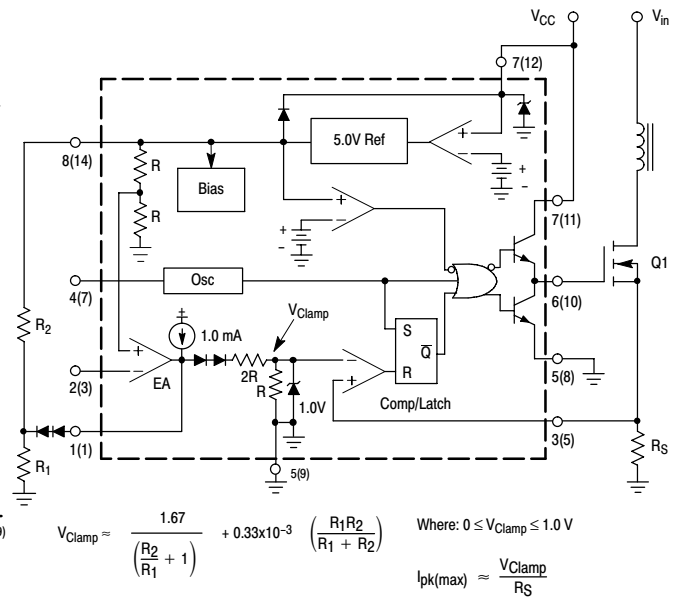 VCC
Vin
7(12)
8(14)
R
5.0V Ref
+
–
Bias
+
–
R
+
–
+
–
7(11)
Q1
4(7)
Osc
6(10)
VClamp
R2
1.0 mA
S
Q̅
R
+
–
EA
2R
R
–
+
5(8)
2(3)
1.0V
Comp/Latch
1(1)
3(5)
R1
5(9)
RS
9)
VClamp ≈ 1.67 / (R2/R1 + 1) + 0.33x10⁻³ (R1R2 / R1 + R2)
Where: 0 ≤ VClamp ≤ 1.0 V
Ipk(max) ≈ VClamp / RS